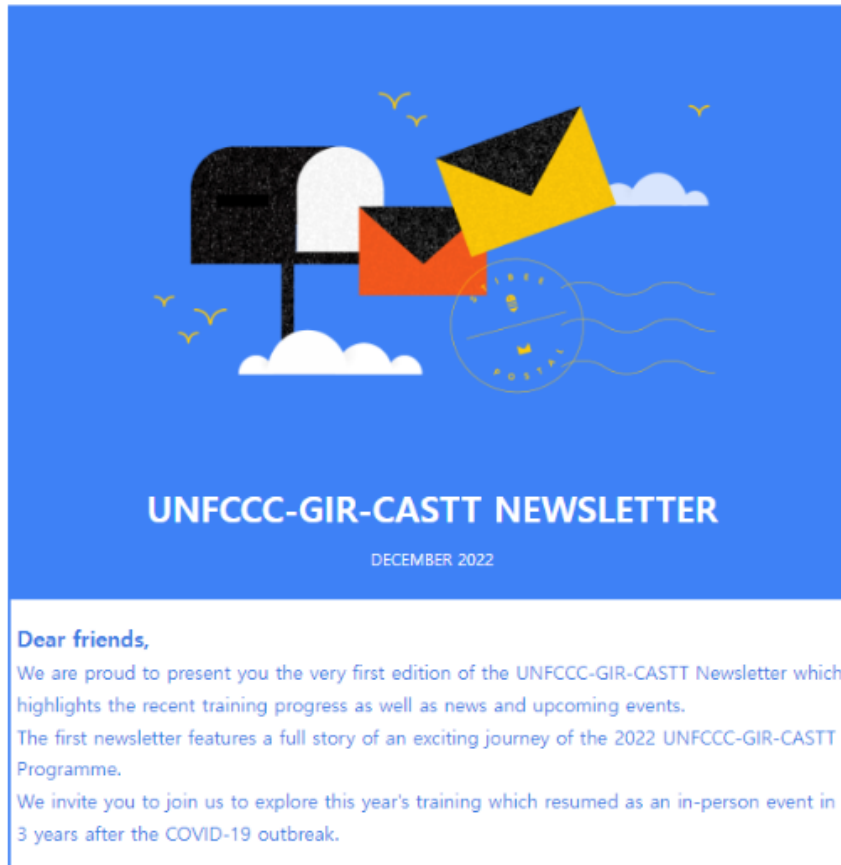 STIBEE
POSTAL
UNFCCC-GIR-CASTT NEWSLETTER
DECEMBER 2022
Dear friends,
We are proud to present you the very first edition of the UNFCCC-GIR-CASTT Newsletter which
highlights the recent training progress as well as news and upcoming events.
The first newsletter features a full story of an exciting journey of the 2022 UNFCCC-GIR-CASTT
Programme.
We invite you to join us to explore this year's training which resumed as an in-person event in
3 years after the COVID-19 outbreak.